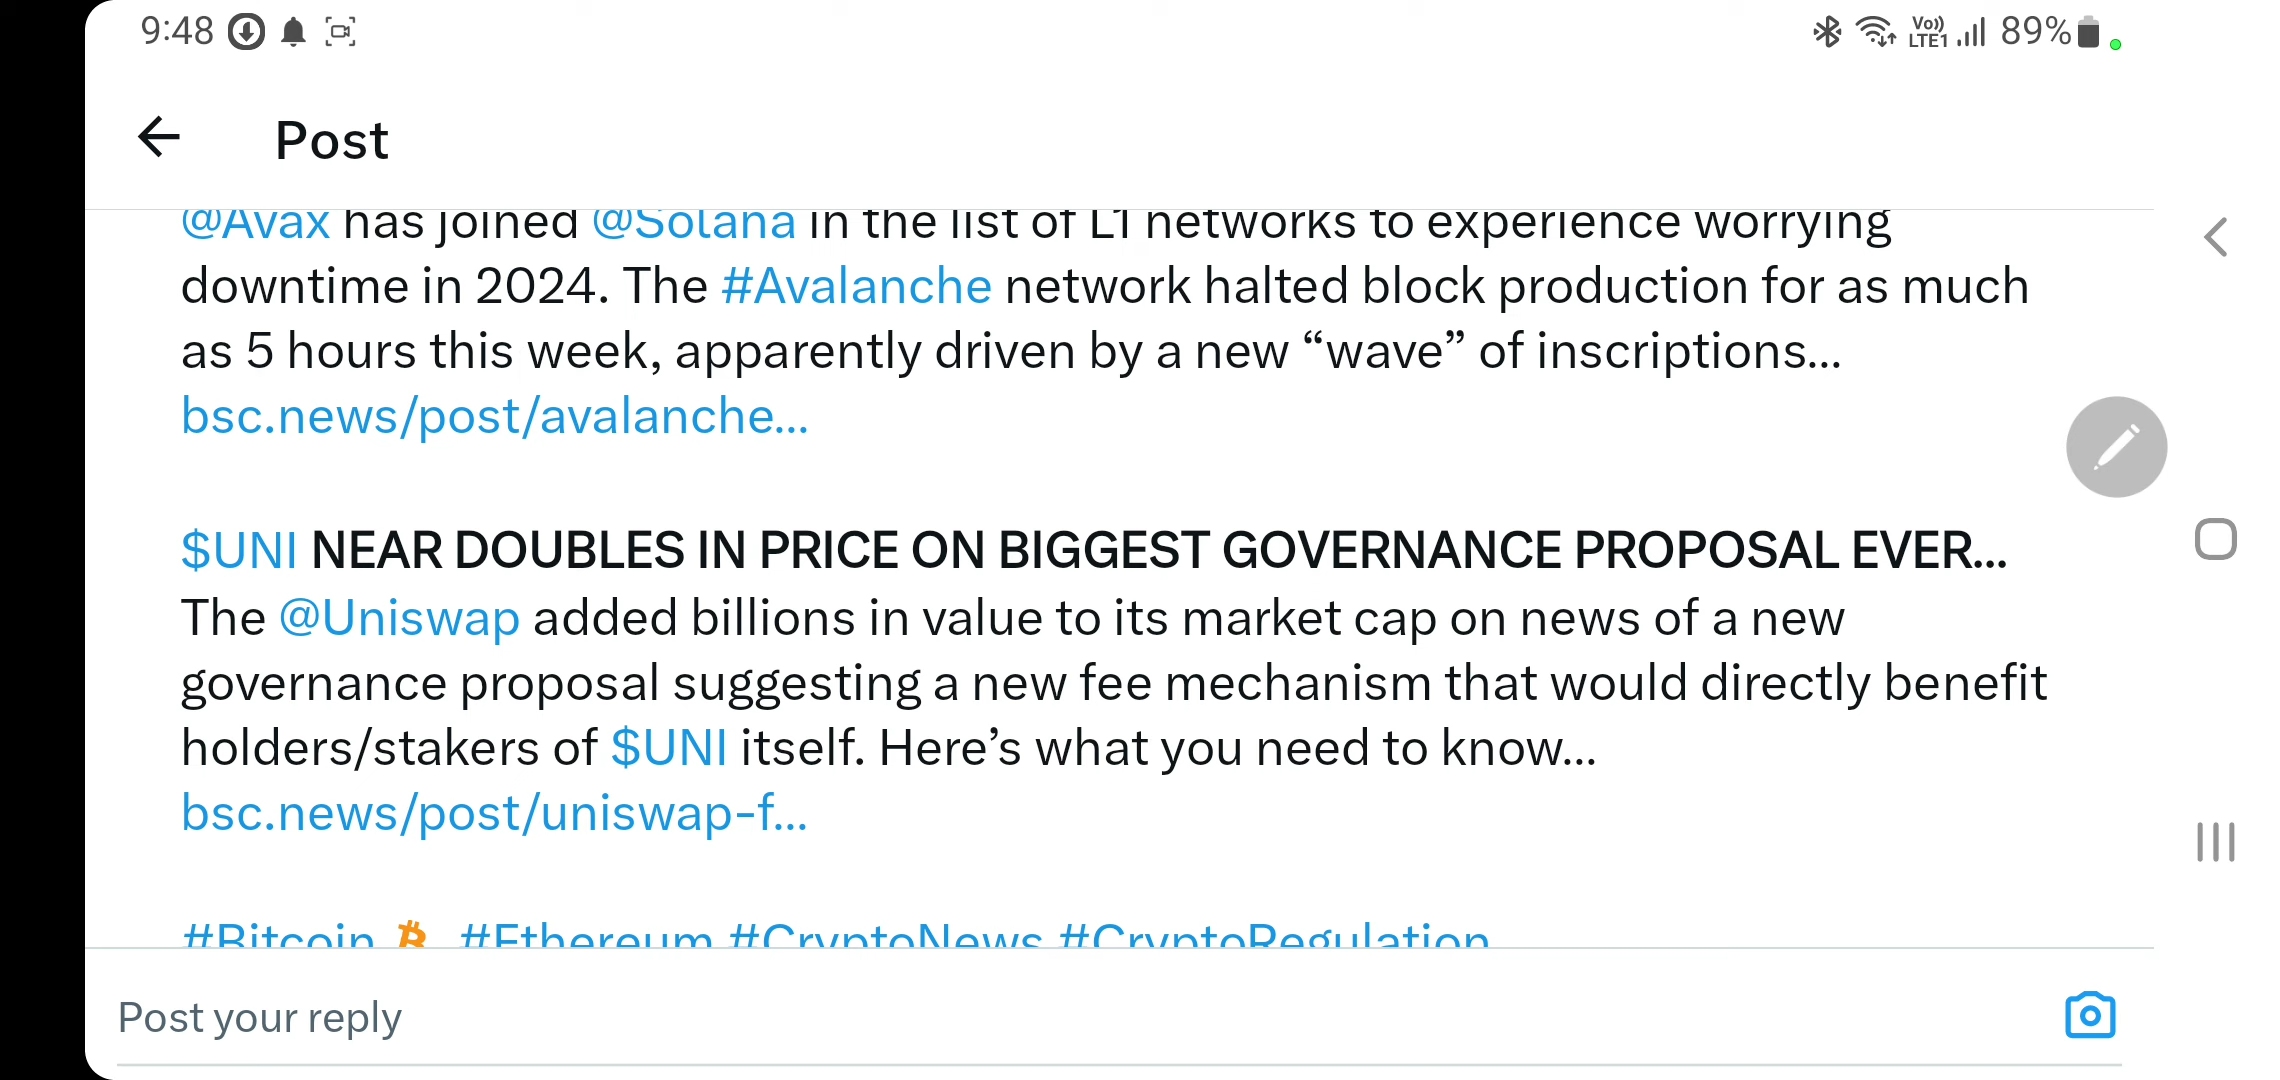 9:48
Vo)) LTE1 89%
Post
@Avax has joined @Solana in the list of L1 networks to experience worrying
downtime in 2024. The #Avalanche network halted block production for as much
as 5 hours this week, apparently driven by a new “wave” of inscriptions...
bsc.news/post/avalanche...
$UNI NEAR DOUBLES IN PRICE ON BIGGEST GOVERNANCE PROPOSAL EVER...
The @Uniswap added billions in value to its market cap on news of a new
governance proposal suggesting a new fee mechanism that would directly benefit
holders/stakers of $UNI itself. Here’s what you need to know...
bsc.news/post/uniswap-f...
#Bitcoin #Ethereum #CryptoNews #CryptoRegulation
Post your reply